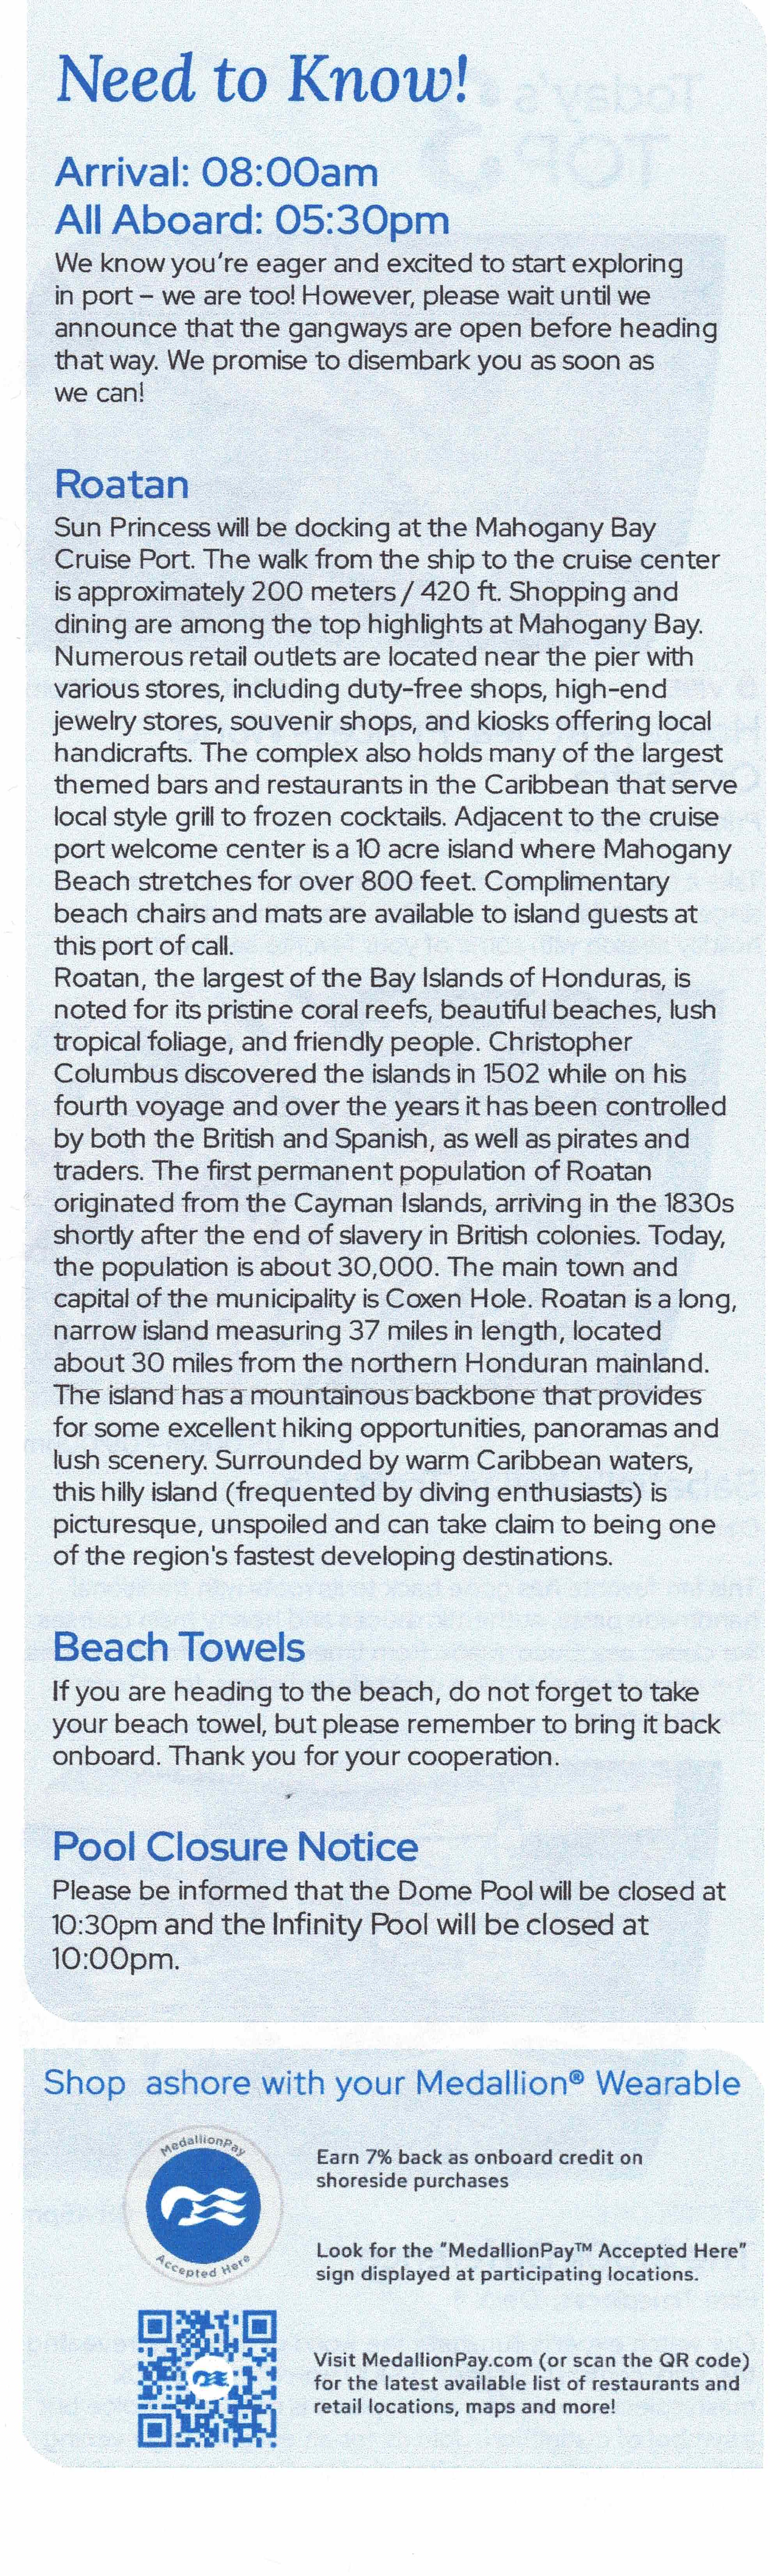 Need to Know!
Arrival: 08:00am
All Aboard: 05:30pm
We know you're eager and excited to start exploring
in port – we are too! However, please wait until we
announce that the gangways are open before heading
that way. We promise to disembark you as soon as
we can!
Roatan
Sun Princess will be docking at the Mahogany Bay
Cruise Port. The walk from the ship to the cruise center
is approximately 200 meters / 420 ft. Shopping and
dining are among the top highlights at Mahogany Bay.
Numerous retail outlets are located near the pier with
various stores, including duty-free shops, high-end
jewelry stores, souvenir shops, and kiosks offering local
handicrafts. The complex also holds many of the largest
themed bars and restaurants in the Caribbean that serve
local style grill to frozen cocktails. Adjacent to the cruise
port welcome center is a 10 acre island where Mahogany
Beach stretches for over 800 feet. Complimentary
beach chairs and mats are available to island guests at
this port of call.
Roatan, the largest of the Bay Islands of Honduras, is
noted for its pristine coral reefs, beautiful beaches, lush
tropical foliage, and friendly people. Christopher
Columbus discovered the islands in 1502 while on his
fourth voyage and over the years it has been controlled
by both the British and Spanish, as well as pirates and
traders. The first permanent population of Roatan
originated from the Cayman Islands, arriving in the 1830s
shortly after the end of slavery in British colonies. Today,
the population is about 30,000. The main town and
capital of the municipality is Coxen Hole. Roatan is a long,
narrow island measuring 37 miles in length, located
about 30 miles from the northern Honduran mainland.
The island has a mountainous backbone that provides
for some excellent hiking opportunities, panoramas and
lush scenery. Surrounded by warm Caribbean waters,
this hilly island (frequented by diving enthusiasts) is
picturesque, unspoiled and can take claim to being one
of the region's fastest developing destinations.
Beach Towels
If you are heading to the beach, do not forget to take
your beach towel, but please remember to bring it back
onboard. Thank you for your cooperation.
Pool Closure Notice
Please be informed that the Dome Pool will be closed at
10:30pm and the Infinity Pool will be closed at
10:00pm.
Shop ashore with your Medallion® Wearable
MedallionPay
Accepted Here
Earn 7% back as onboard credit on
shoreside purchases
Look for the "MedallionPay™ Accepted Here"
sign displayed at participating locations.
Visit MedallionPay.com (or scan the QR code)
for the latest available list of restaurants and
retail locations, maps and more!